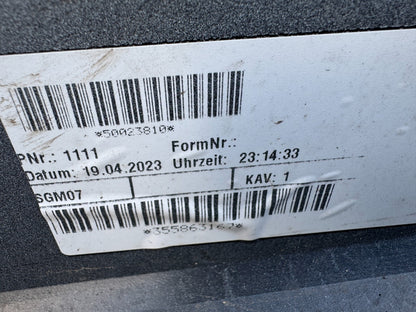 *50023810*
PNr.: 1111 FormNr.:
Datum: 19.04.2023 Uhrzeit: 23:14:33
SGM07 KAV: 1